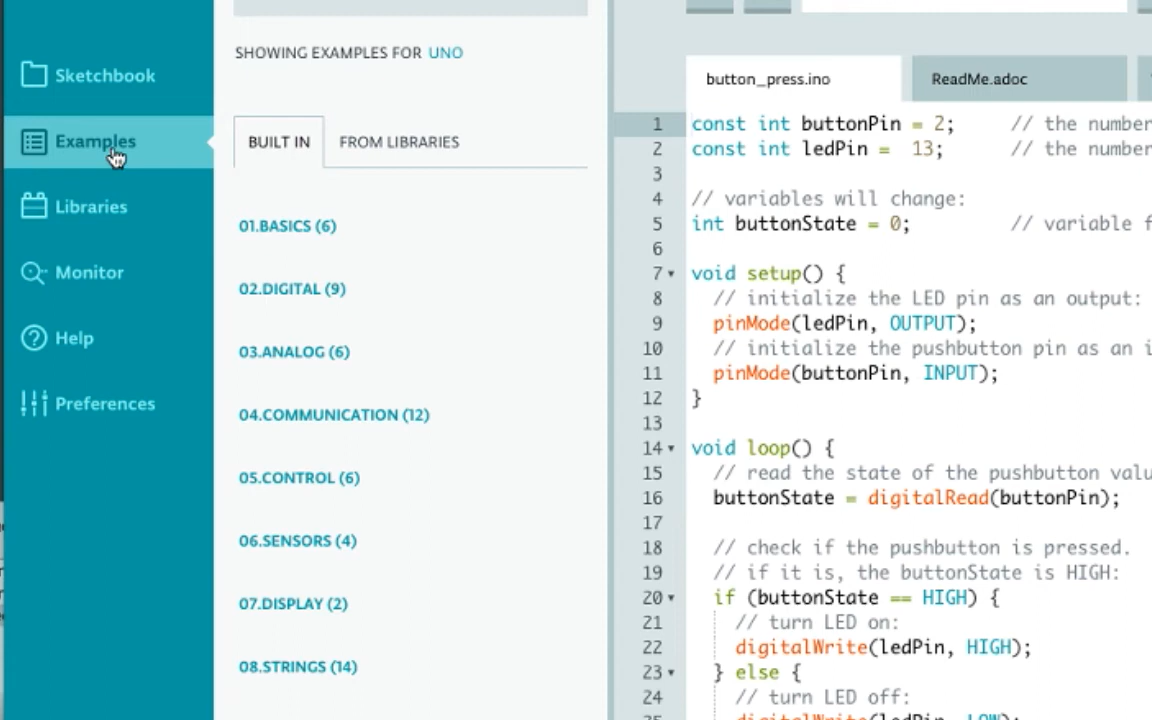 Sketchbook
Examples
Libraries
Monitor
Help
Preferences
SHOWING EXAMPLES FOR UNO
BUILT IN
FROM LIBRARIES
01.BASICS (6)
02.DIGITAL (9)
03.ANALOG (6)
04.COMMUNICATION (12)
05.CONTROL (6)
06.SENSORS (4)
07.DISPLAY (2)
08.STRINGS (14)
button_press.ino
ReadMe.adoc
1 const int buttonPin = 2; // the number
2 const int ledPin = 13; // the number
3
4 // variables will change:
5 int buttonState = 0; // variable f
6
7 void setup() {
8 // initialize the LED pin as an output:
9 pinMode(ledPin, OUTPUT);
10 // initialize the pushbutton pin as an i
11 pinMode(buttonPin, INPUT);
12 }
13
14 void loop() {
15 // read the state of the pushbutton valu
16 buttonState = digitalRead(buttonPin);
17
18 // check if the pushbutton is pressed.
19 // if it is, the buttonState is HIGH:
20 if (buttonState == HIGH) {
21 // turn LED on:
22 digitalWrite(ledPin, HIGH);
23 } else {
24 // turn LED off:
digitalWrite(ledPin, LOW);